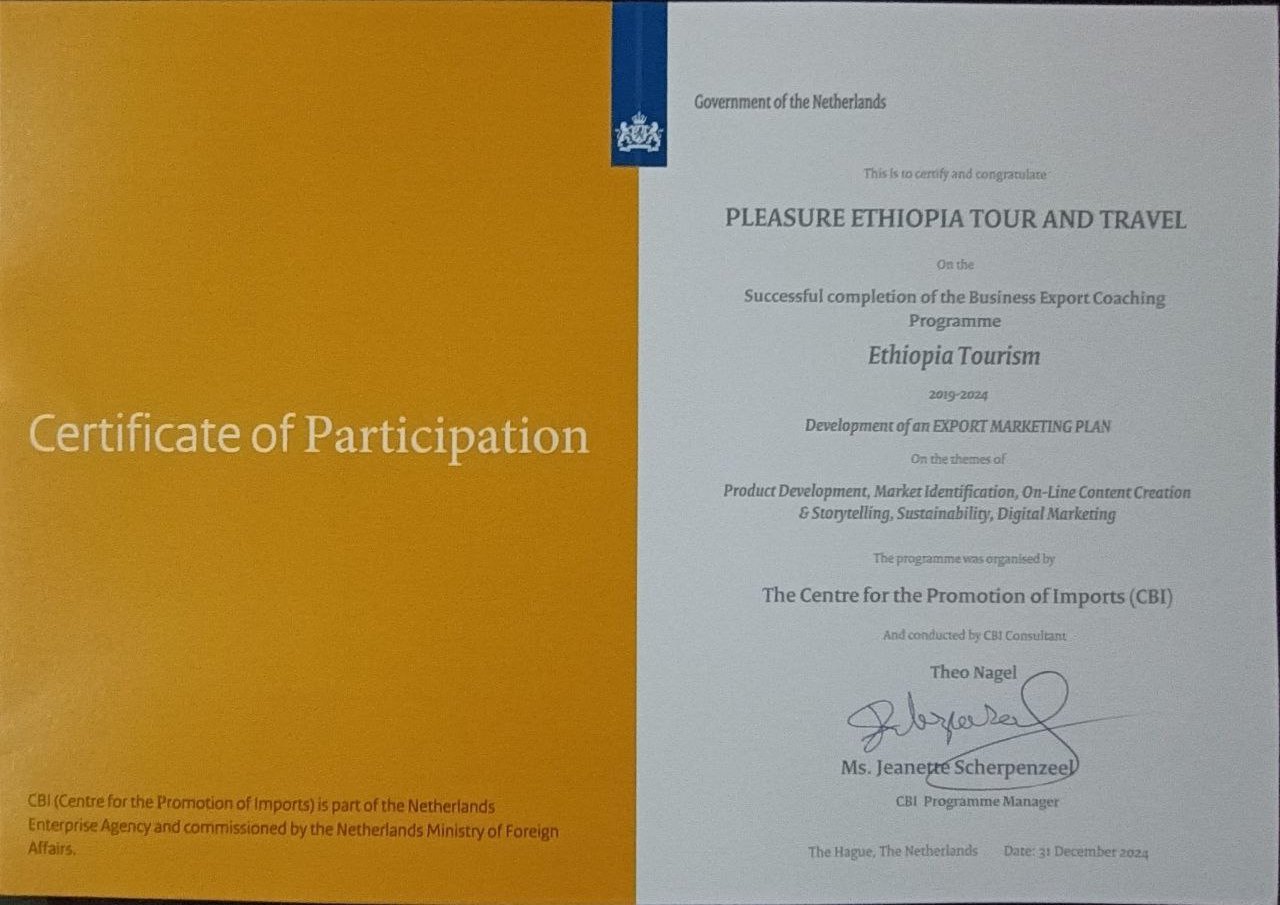 Certificate of Participation
CBI (Centre for the Promotion of Imports) is part of the Netherlands
Enterprise Agency and commissioned by the Netherlands Ministry of Foreign
Affairs.
Government of the Netherlands
This is to certify and congratulate
PLEASURE ETHIOPIA TOUR AND TRAVEL
On the
Successful completion of the Business Export Coaching
Programme
Ethiopia Tourism
2019-2024
Development of an EXPORT MARKETING PLAN
On the themes of
Product Development, Market Identification, On-Line Content Creation
& Storytelling, Sustainability, Digital Marketing
The programme was organised by
The Centre for the Promotion of Imports (CBI)
And conducted by CBI Consultant
Theo Nagel
Ms. Jeanette Scherpenzeel
CBI Programme Manager
The Hague, The Netherlands Date: 31 December 2024